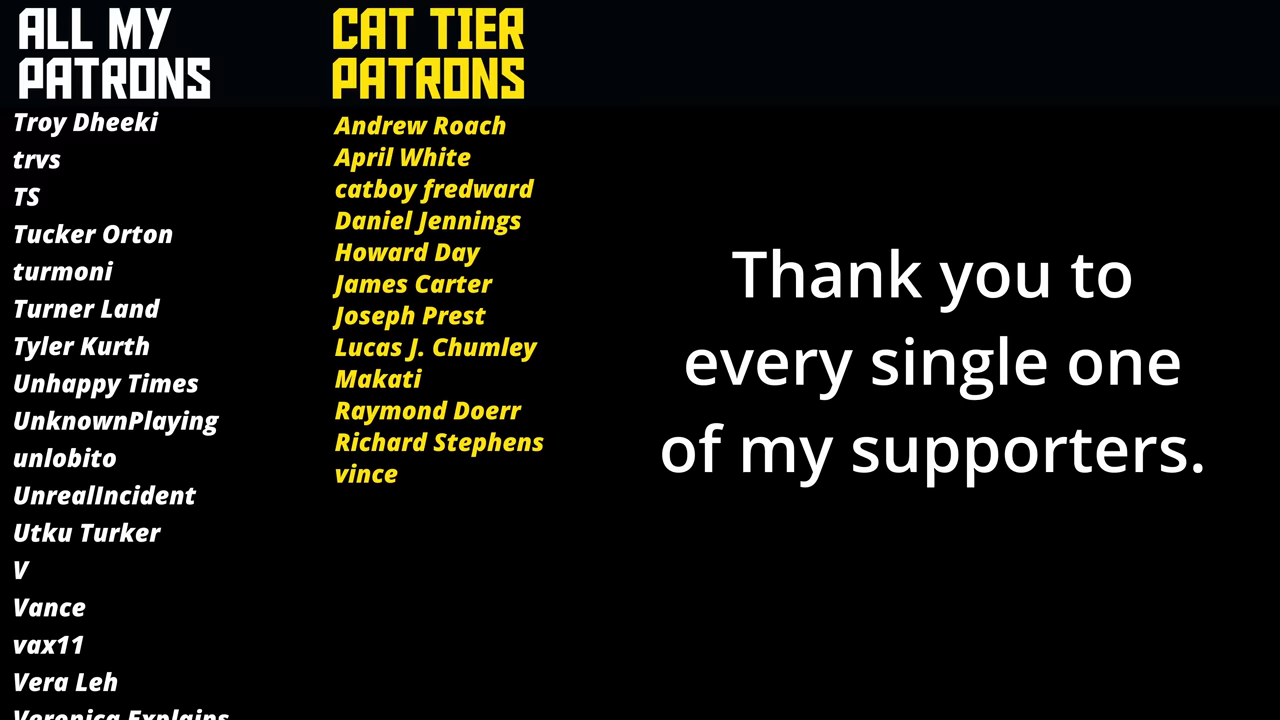 ALL MY
PATRONS
Troy Dheeki
trvs
TS
Tucker Orton
turmoni
Turner Land
Tyler Kurth
Unhappy Times
UnknownPlaying
unlobito
UnrealIncident
Utku Turker
V
Vance
vax11
Vera Leh
Veronica Explains
CAT TIER
PATRONS
Andrew Roach
April White
catboy fredward
Daniel Jennings
Howard Day
James Carter
Joseph Prest
Lucas J. Chumley
Makati
Raymond Doerr
Richard Stephens
vince
Thank you to
every single one
of my supporters.